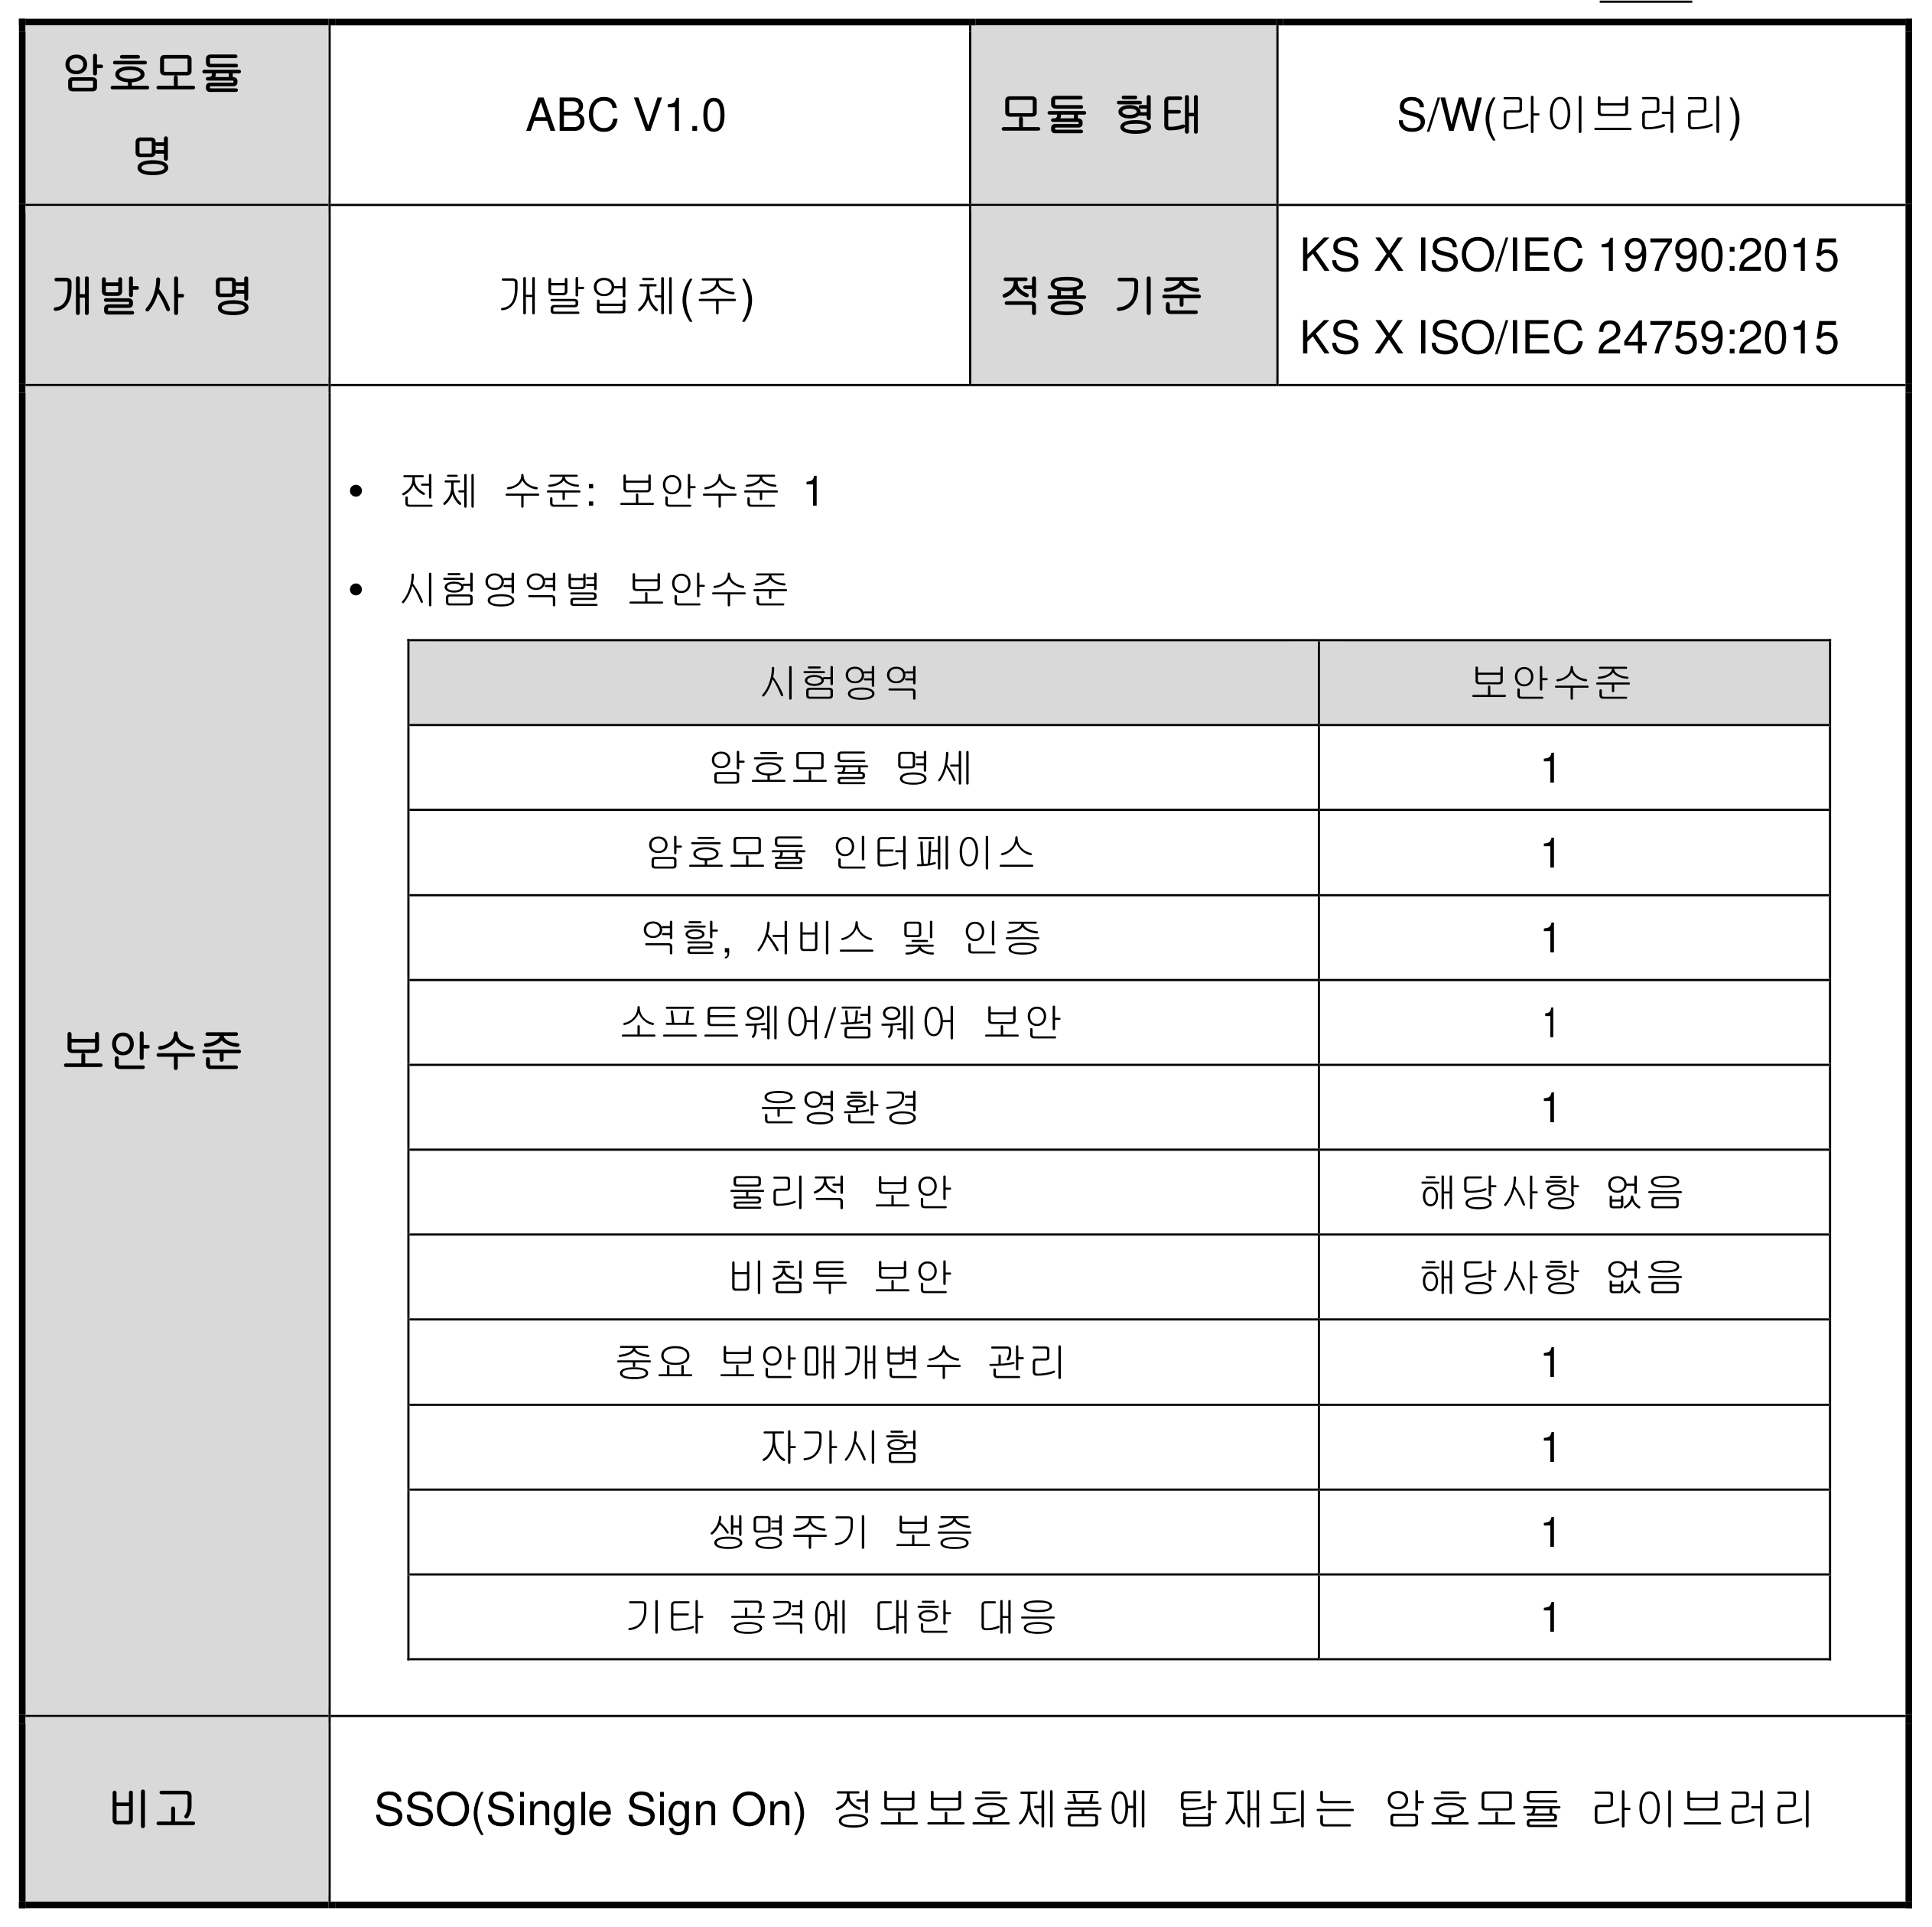 암호모듈
명
ABC V1.0
모듈 형태
S/W(라이브러리)
개발사 명
개발업체(주)
적용 기준
KS X ISO/IEC 19790:2015
KS X ISO/IEC 24759:2015
보안수준
• 전체 수준: 보안수준 1
• 시험영역별 보안수준
시험영역 보안수준
암호모듈 명세 1
암호모듈 인터페이스 1
역할, 서비스 및 인증 1
소프트웨어/펌웨어 보안 1
운영환경 1
물리적 보안 해당사항 없음
비침투 보안 해당사항 없음
중요 보안매개변수 관리 1
자가시험 1
생명주기 보증 1
기타 공격에 대한 대응 1
비고
SSO(Single Sign On) 정보보호제품에 탑재되는 암호모듈 라이브러리